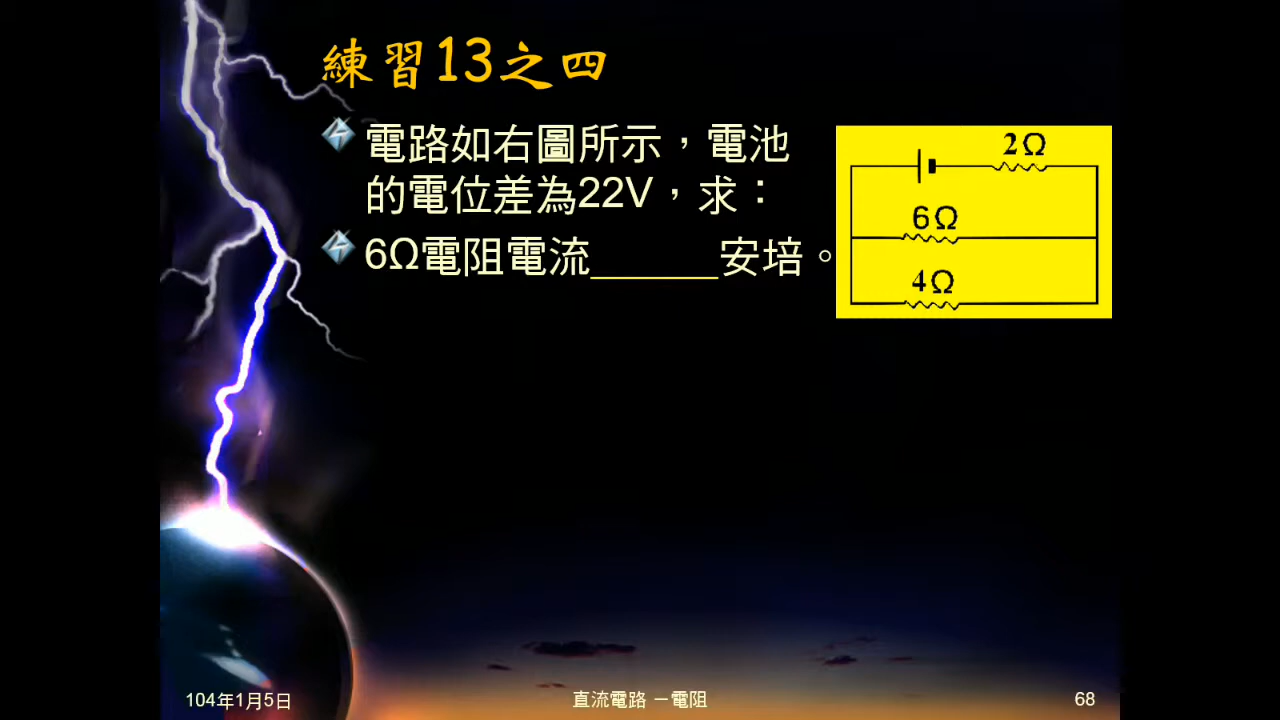 練習13之四
電路如右圖所示，電池
的電位差為22V，求：
6Ω電阻電流______安培。
2Ω
6Ω
4Ω
104年1月5日
直流電路 －電阻
68